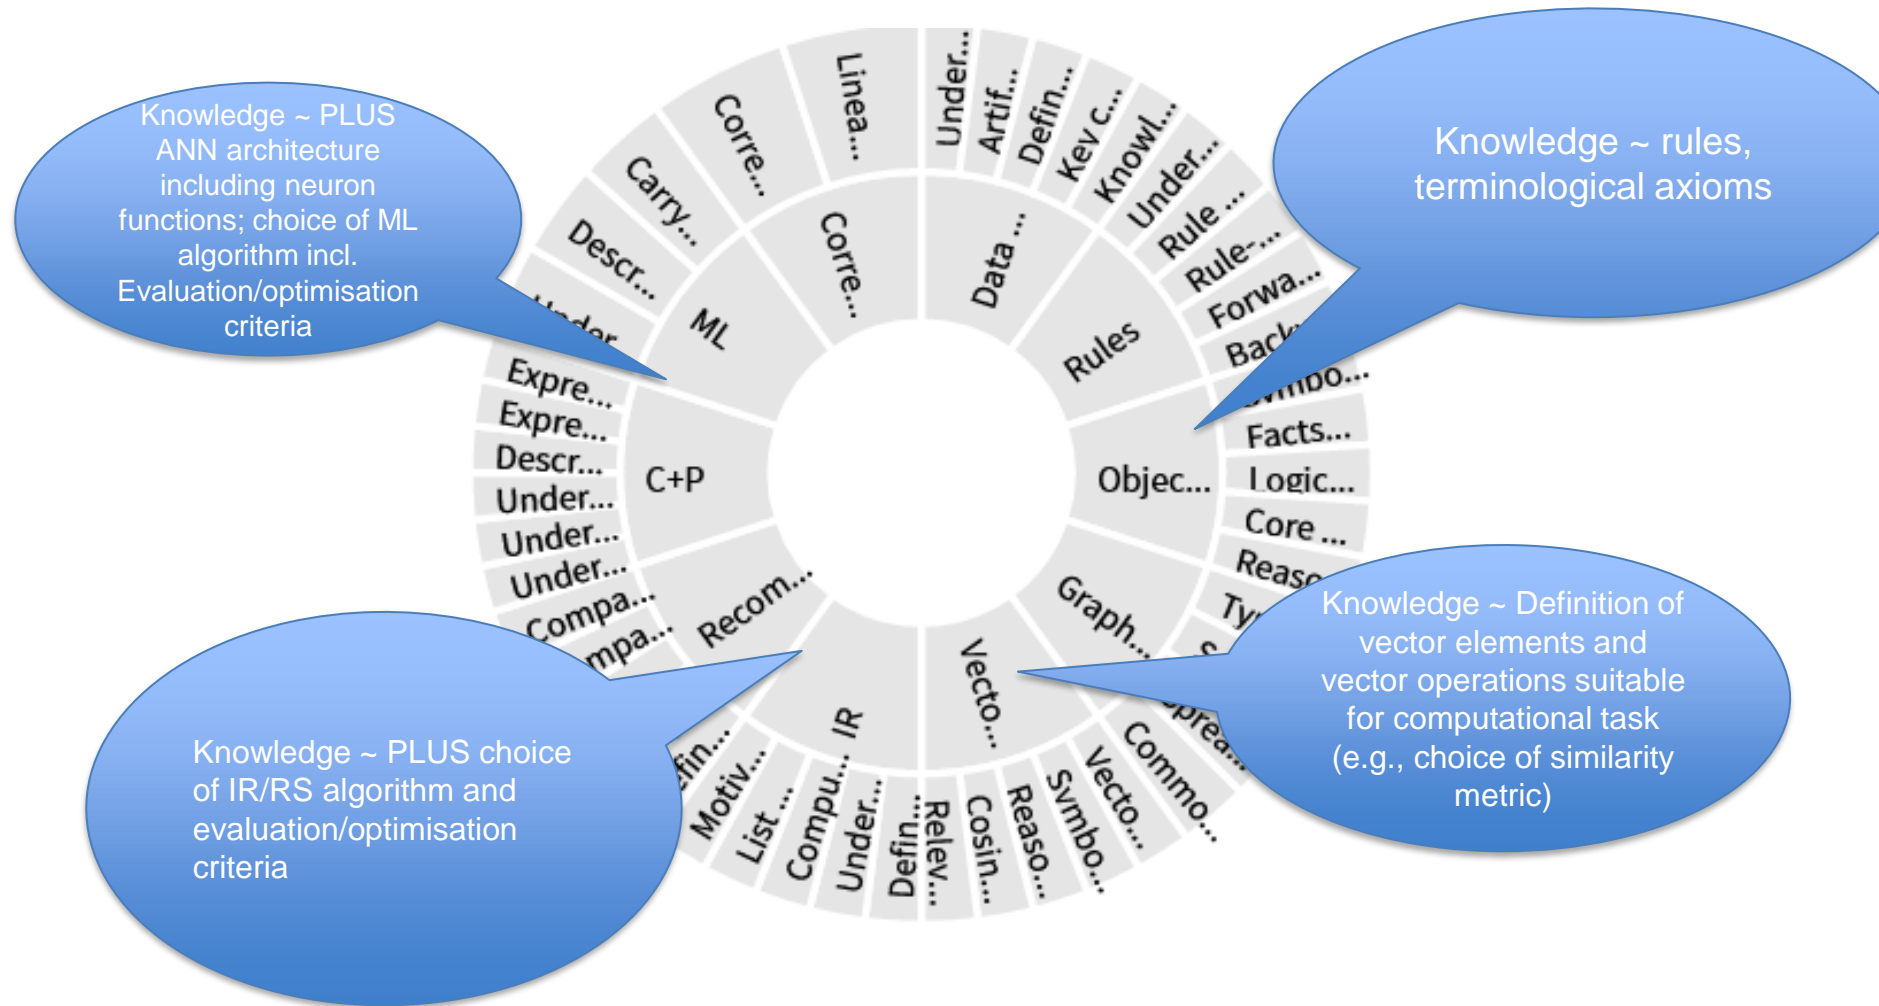 Knowledge ~ PLUS
ANN architecture
including neuron
functions; choice of ML
algorithm incl.
Evaluation/optimisation
criteria
Knowledge ~ rules,
terminological axioms
Knowledge ~ Definition of
vector elements and
vector operations suitable
for computational task
(e.g., choice of similarity
metric)
Knowledge ~ PLUS choice
of IR/RS algorithm and
evaluation/optimisation
criteria
Data ...
Rules
Objec...
Graph...
Vecto...
IR
Recom...
C+P
ML
Corre...
Under...
Artif...
Defin...
Key c...
Knowl...
Under...
Rule ...
Rule-...
Forwa...
Facts...
Logic...
Core ...
Commo...
Vecto...
Symbo...
Reaso...
Cosin...
Relev...
Defin...
Under...
Compu...
List ...
Motiv...
Compa...
Under...
Under...
Under...
Descr...
Expre...
Expre...
Descr...
Carry...
Corre...
Linea...